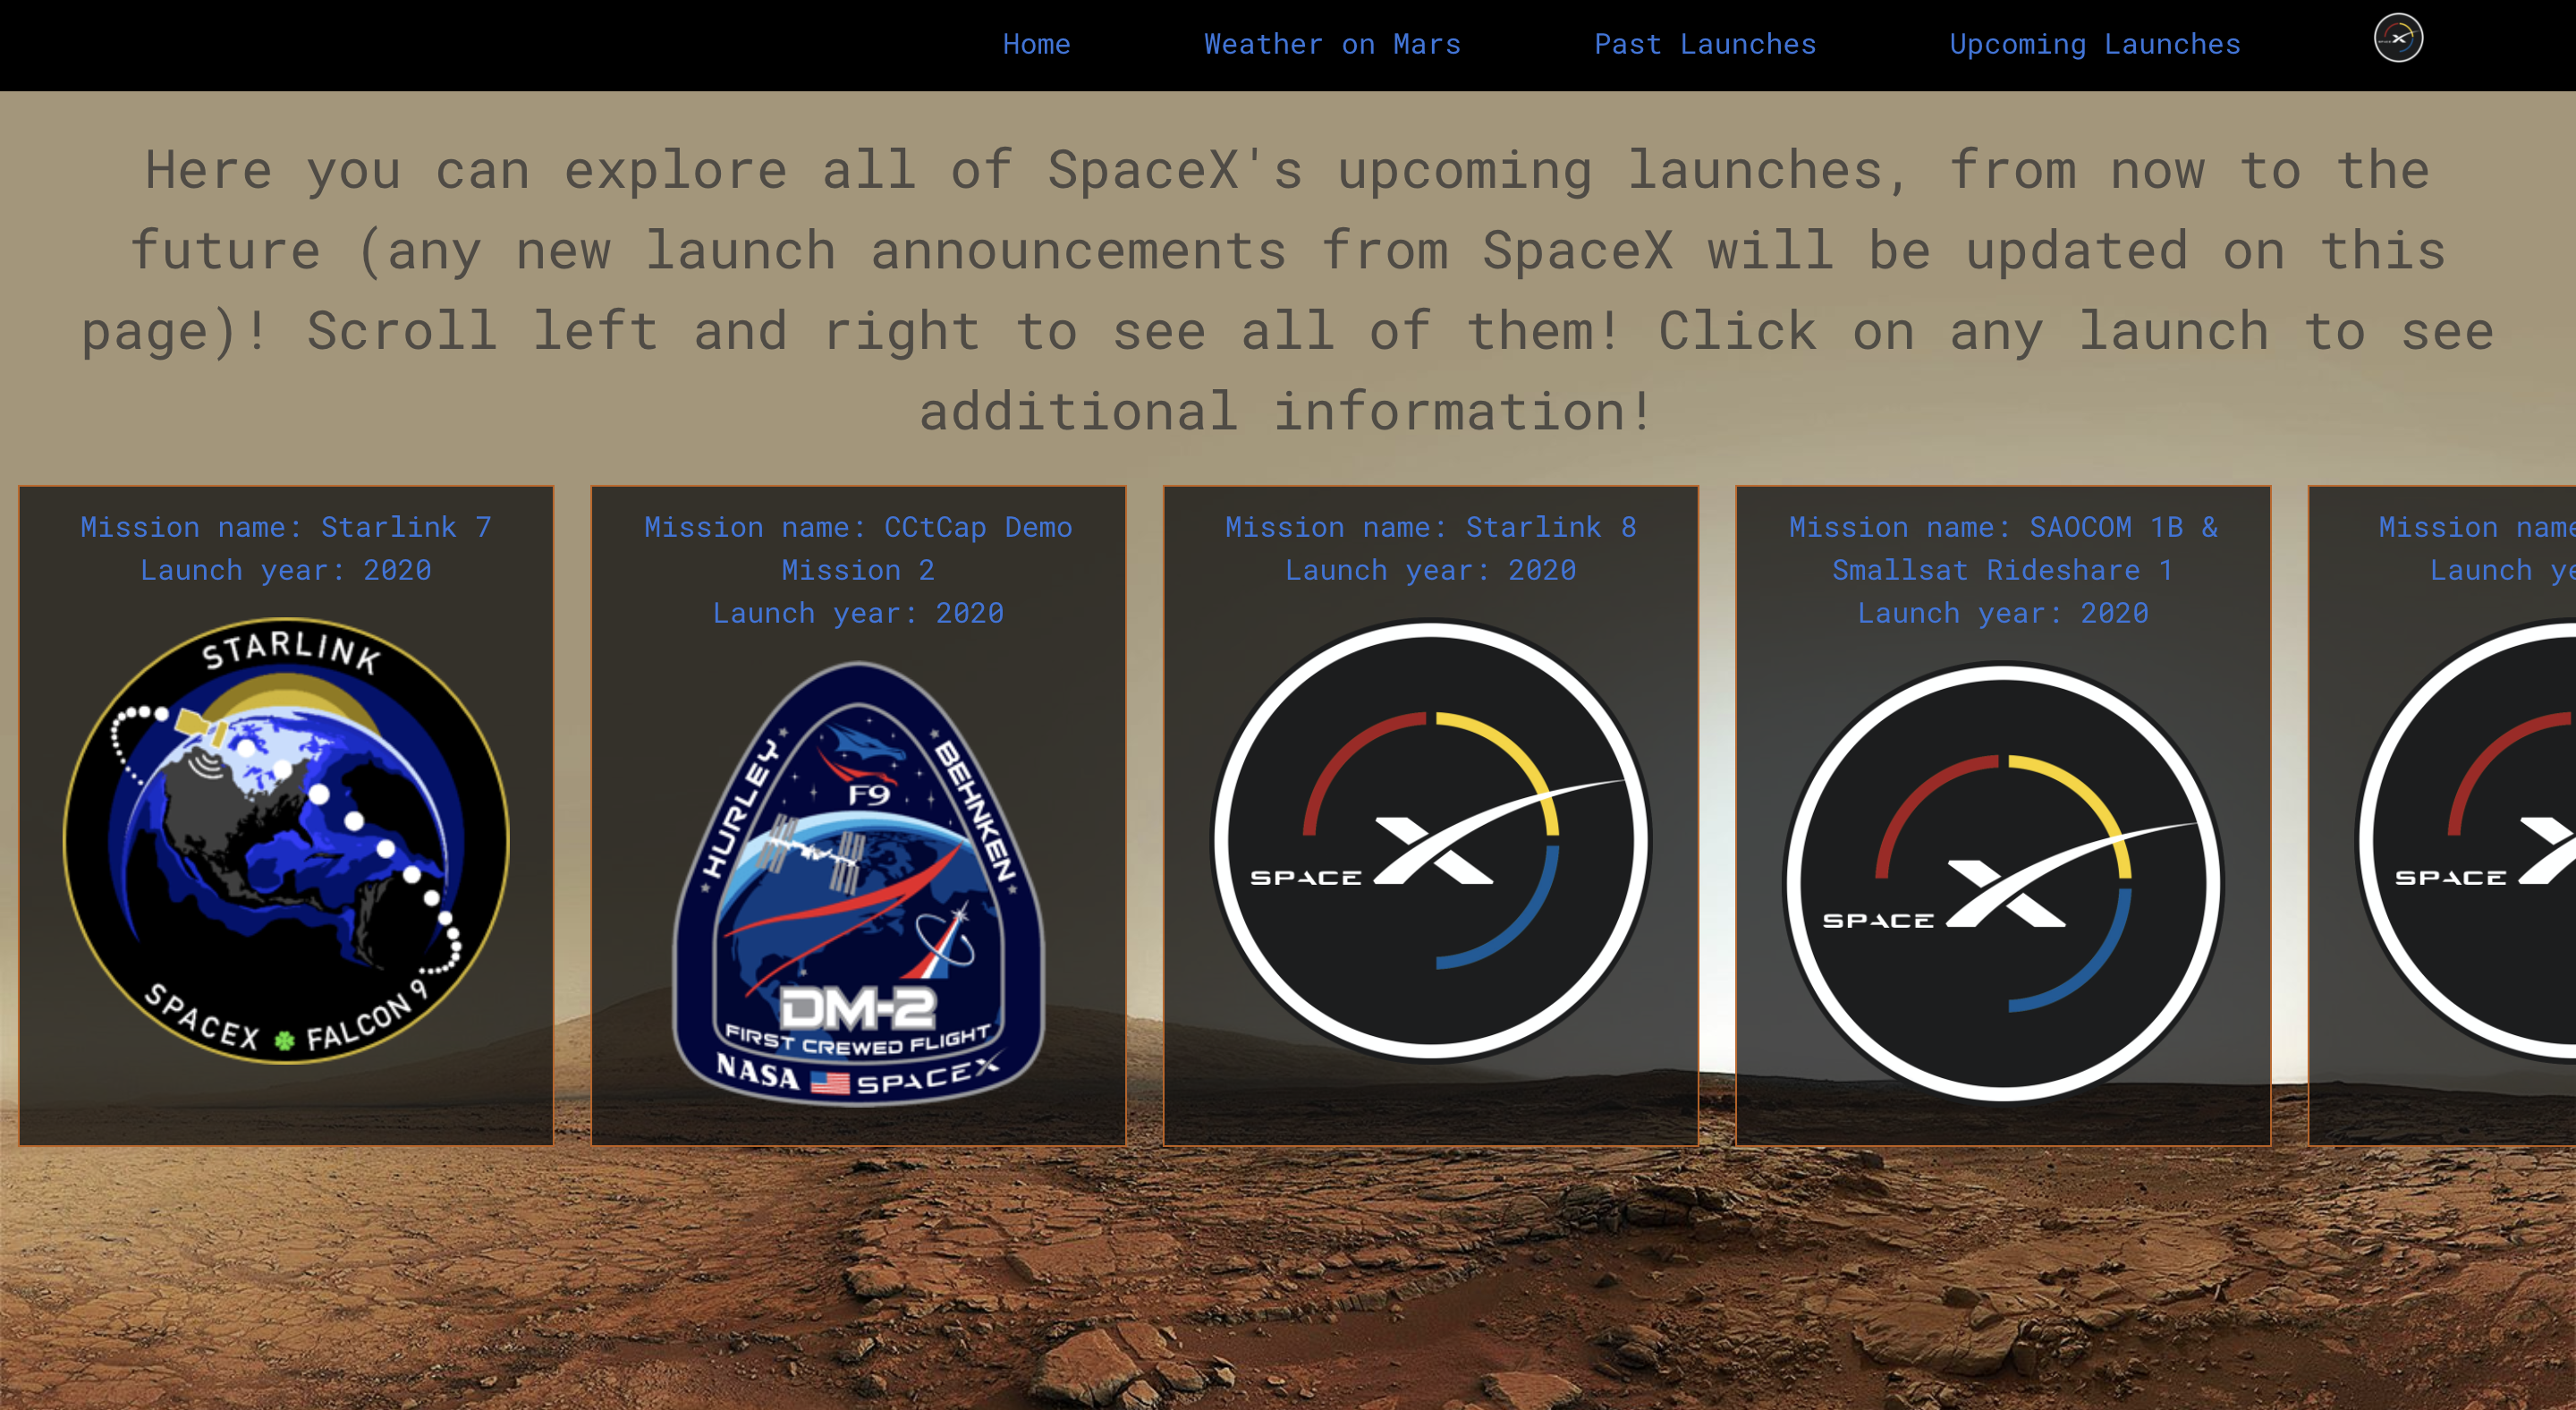 Home Weather on Mars Past Launches Upcoming Launches
Here you can explore all of SpaceX's upcoming launches, from now to the
future (any new launch announcements from SpaceX will be updated on this
page)! Scroll left and right to see all of them! Click on any launch to see
additional information!
Mission name: Starlink 7
Launch year: 2020
STARLINK
SPACEX FALCON 9
Mission name: CCtCap Demo
Mission 2
Launch year: 2020
HURLEY
BEHNKEN
F9
DM-2
FIRST CREWED FLIGHT
NASA SPACEX
Mission name: Starlink 8
Launch year: 2020
SPACE X
Mission name: SAOCOM 1B &
Smallsat Rideshare 1
Launch year: 2020
SPACE X
Mission name
Launch ye
SPACE X